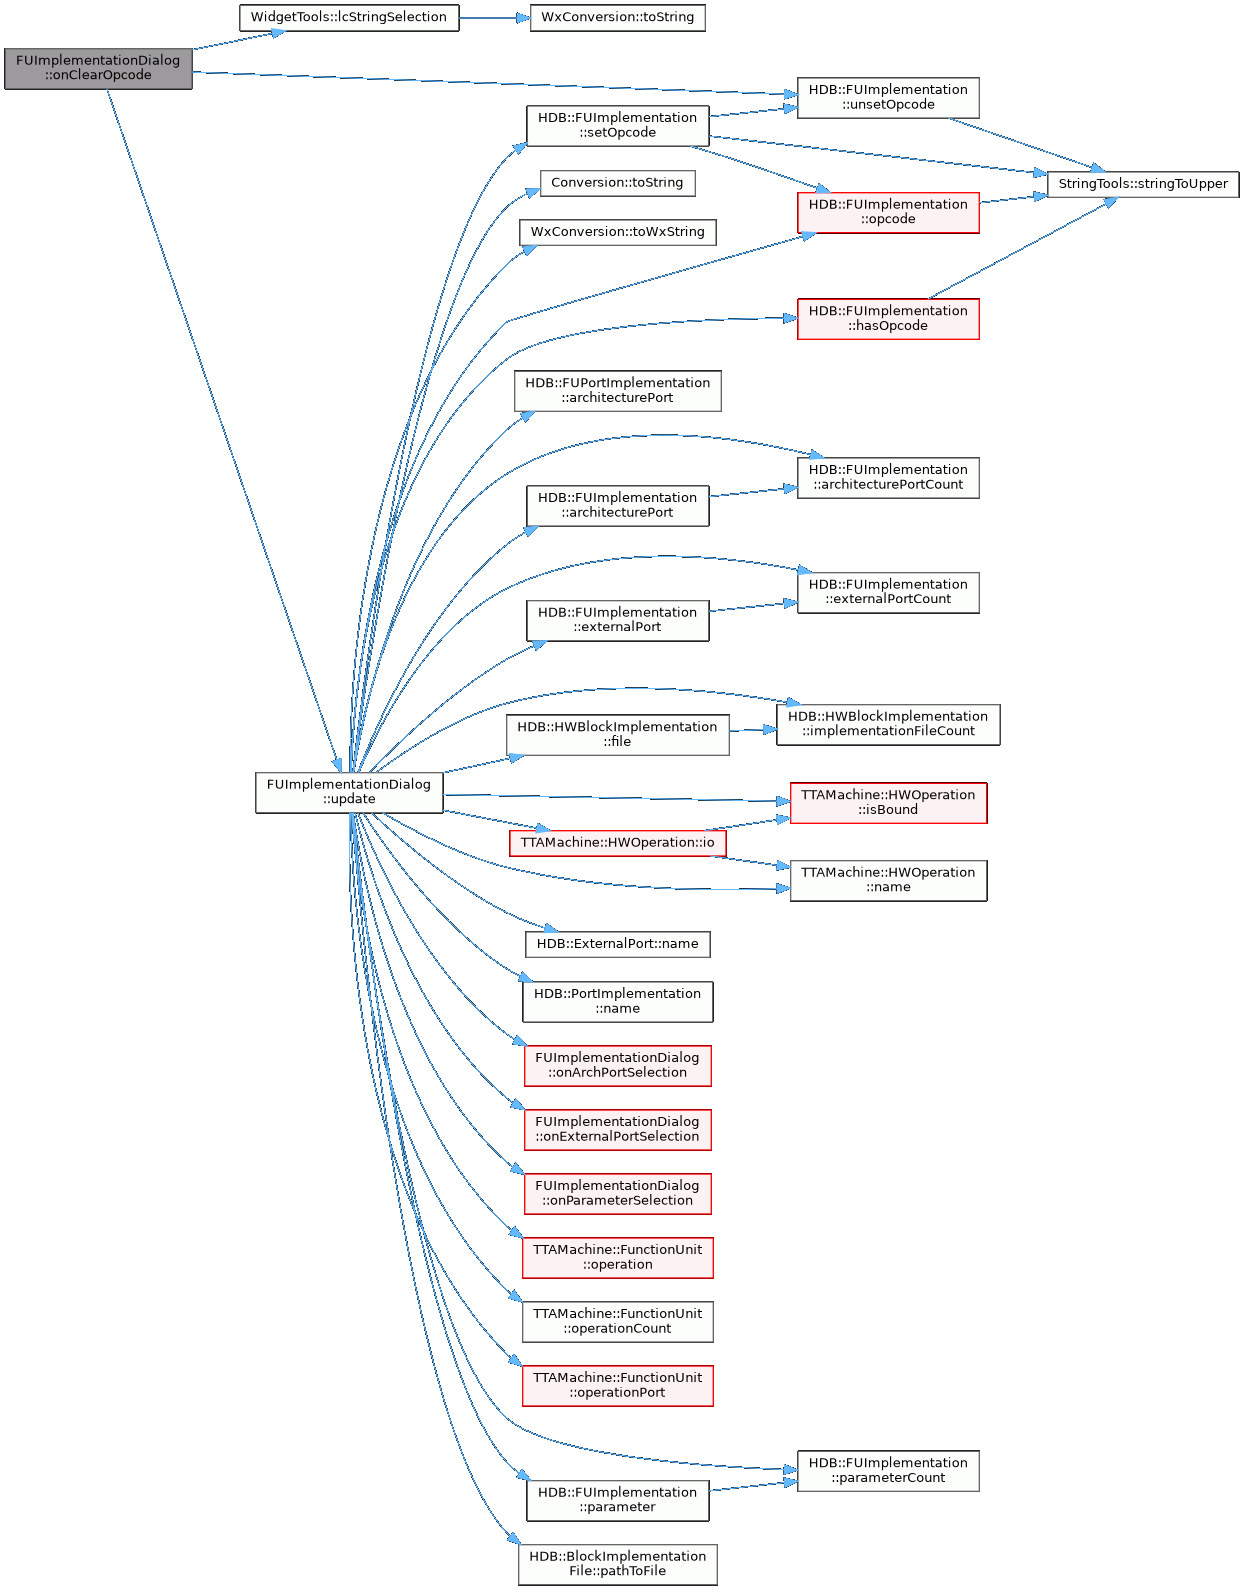 WidgetTools::lcStringSelection
WxConversion::toString
FUImplementationDialog
::onClearOpcode
HDB::FUImplementation
::unsetOpcode
HDB::FUImplementation
::setOpcode
Conversion::toString
StringTools::stringToUpper
HDB::FUImplementation
::opcode
WxConversion::toWxString
HDB::FUImplementation
::hasOpcode
HDB::FUPortImplementation
::architecturePort
HDB::FUImplementation
::architecturePortCount
HDB::FUImplementation
::architecturePort
HDB::FUImplementation
::externalPortCount
HDB::FUImplementation
::externalPort
HDB::HWBlockImplementation
::implementationFileCount
HDB::HWBlockImplementation
::file
FUImplementationDialog
::update
TTAMachine::HWOperation
::isBound
TTAMachine::HWOperation::io
TTAMachine::HWOperation
::name
HDB::ExternalPort::name
HDB::PortImplementation
::name
FUImplementationDialog
::onArchPortSelection
FUImplementationDialog
::onExternalPortSelection
FUImplementationDialog
::onParameterSelection
TTAMachine::FunctionUnit
::operation
TTAMachine::FunctionUnit
::operationCount
TTAMachine::FunctionUnit
::operationPort
HDB::FUImplementation
::parameterCount
HDB::FUImplementation
::parameter
HDB::BlockImplementation
File::pathToFile